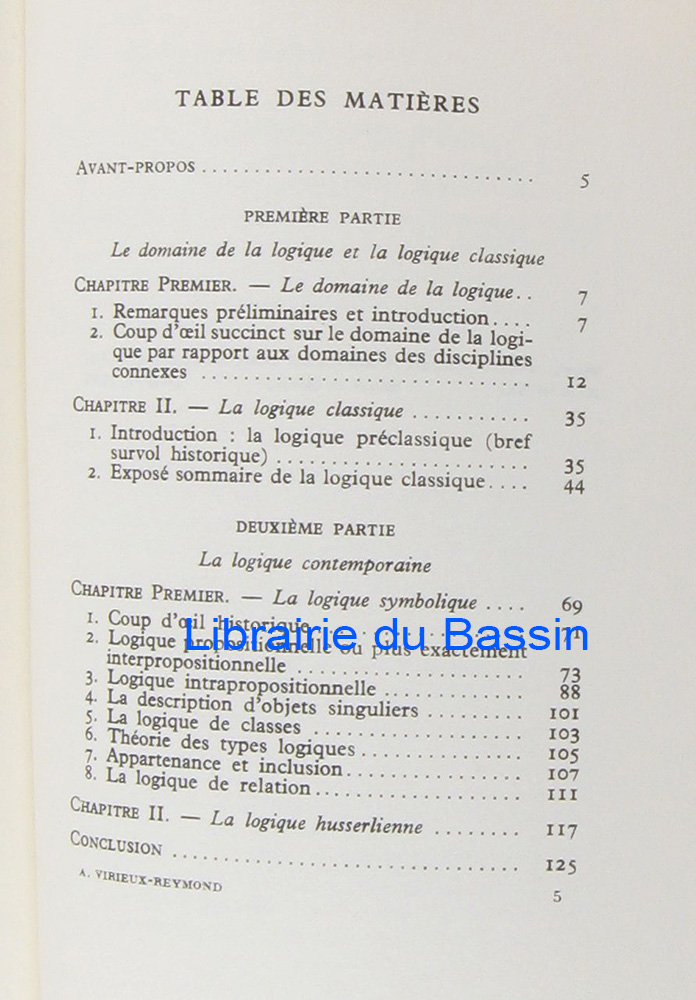 TABLE DES MATIÈRES
AVANT-PROPOS .............................. 5
PREMIÈRE PARTIE
Le domaine de la logique et la logique classique
CHAPITRE PREMIER. — Le domaine de la logique.. 7
1. Remarques préliminaires et introduction.... 7
2. Coup d'œil succinct sur le domaine de la logi-
que par rapport aux domaines des disciplines
connexes .............................. 12
CHAPITRE II. — La logique classique ........... 35
1. Introduction : la logique préclassique (bref
survol historique) ........................ 35
2. Exposé sommaire de la logique classique.... 44
DEUXIÈME PARTIE
La logique contemporaine
CHAPITRE PREMIER. — La logique symbolique .... 69
1. Coup d'œil historique .................... 71
Librairie du Bassin
2. Logique propositionnelle ou plus exactement
interpropositionnelle ..................... 73
3. Logique intrapropositionnelle ............. 88
4. La description d'objets singuliers ......... 101
5. La logique de classes ................... 103
6. Théorie des types logiques............... 105
7. Appartenance et inclusion................ 107
8. La logique de relation................... 111
CHAPITRE II. — La logique husserlienne ........ 117
CONCLUSION ................................ 125
A. VIRIEUX-REYMOND 5